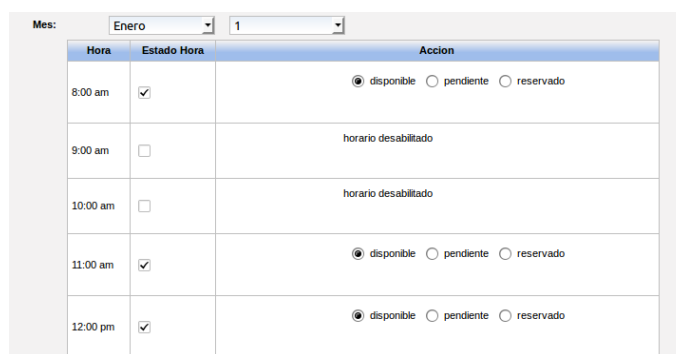 Mes: Enero 1
Hora Estado Hora Accion
8:00 am disponible pendiente reservado
9:00 am horario desabilitado
10:00 am horario desabilitado
11:00 am disponible pendiente reservado
12:00 pm disponible pendiente reservado